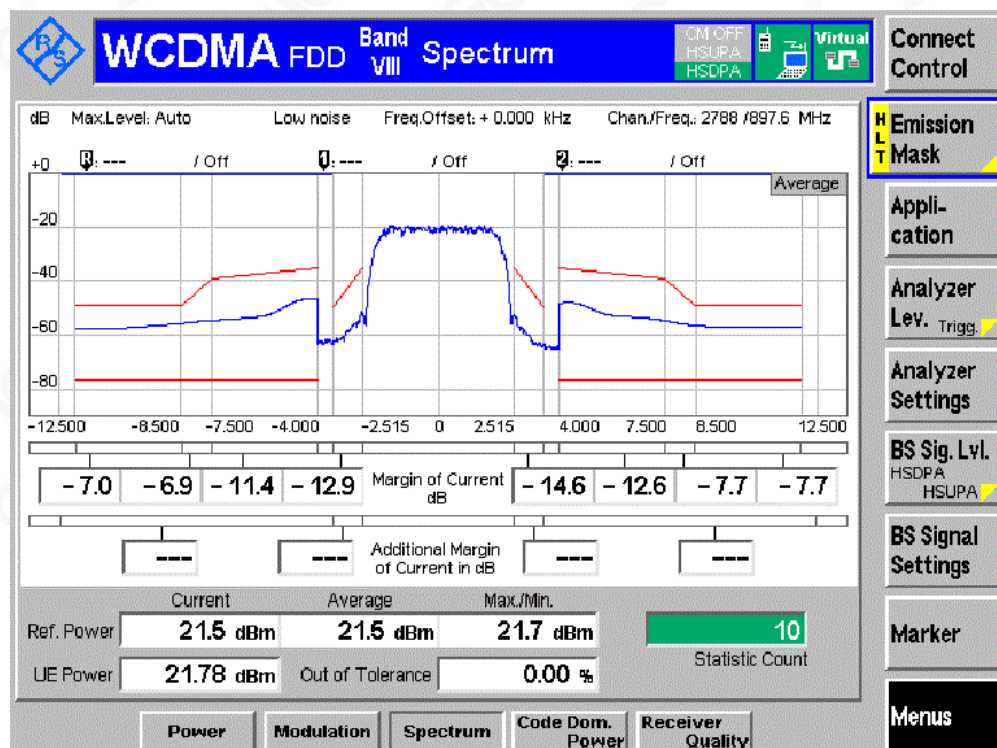 R&S WCDMA FDD Band VIII Spectrum
CM OFF
HSUPA
HSDPA
Virtual
Connect Control
dB Max.Level: Auto Low noise Freq.Offset: + 0.000 kHz Chan./Freq.: 2788 /897.6 MHz
HLT
Emission Mask
R: --- / Off 1: --- / Off 2: --- / Off
Average
+0
-20
-40
-60
-80
-12.500 -8.500 -7.500 -4.000 -2.515 0 2.515 4.000 7.500 8.500 12.500
Appli-
cation
Analyzer
Lev. Trigg.
Analyzer
Settings
-7.0 -6.9 -11.4 -12.9 Margin of Current dB -14.6 -12.6 -7.7 -7.7
BS Sig. Lvl.
HSDPA
HSUPA
--- --- Additional Margin of Current in dB --- ---
BS Signal
Settings
Current Average Max./Min.
Ref. Power 21.5 dBm 21.5 dBm 21.7 dBm 10
Statistic Count
UE Power 21.78 dBm Out of Tolerance 0.00 %
Marker
Menus
Power Modulation Spectrum Code Dom. Power Receiver Quality